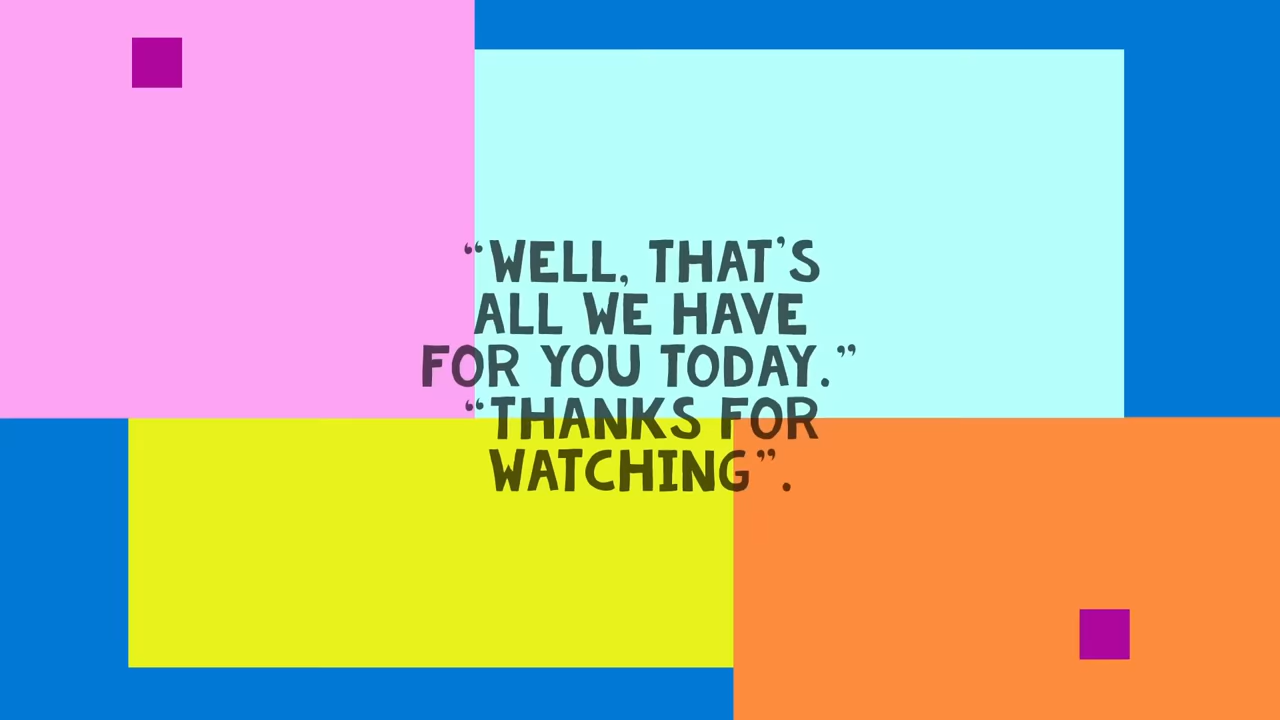 “WELL, THAT’S
ALL WE HAVE
FOR YOU TODAY.”
“THANKS FOR
WATCHING”.